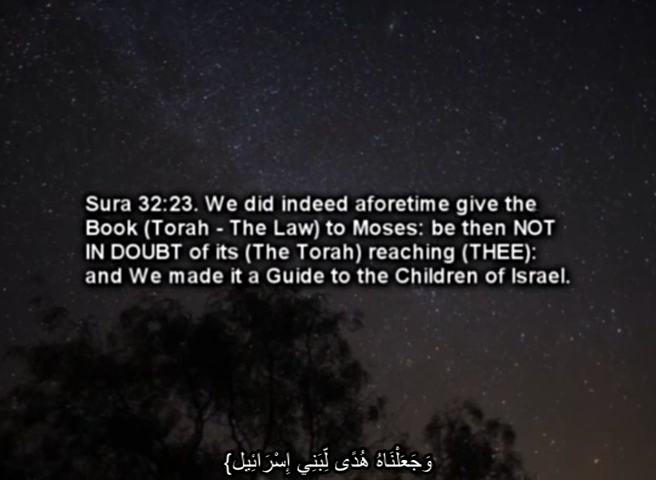 Sura 32:23. We did indeed aforetime give the
Book (Torah - The Law) to Moses: be then NOT
IN DOUBT of its (The Torah) reaching (THEE):
and We made it a Guide to the Children of Israel.
وَجَعَلْنَاهُ هُدًى لِّبَنِي إِسْرَائِيل}